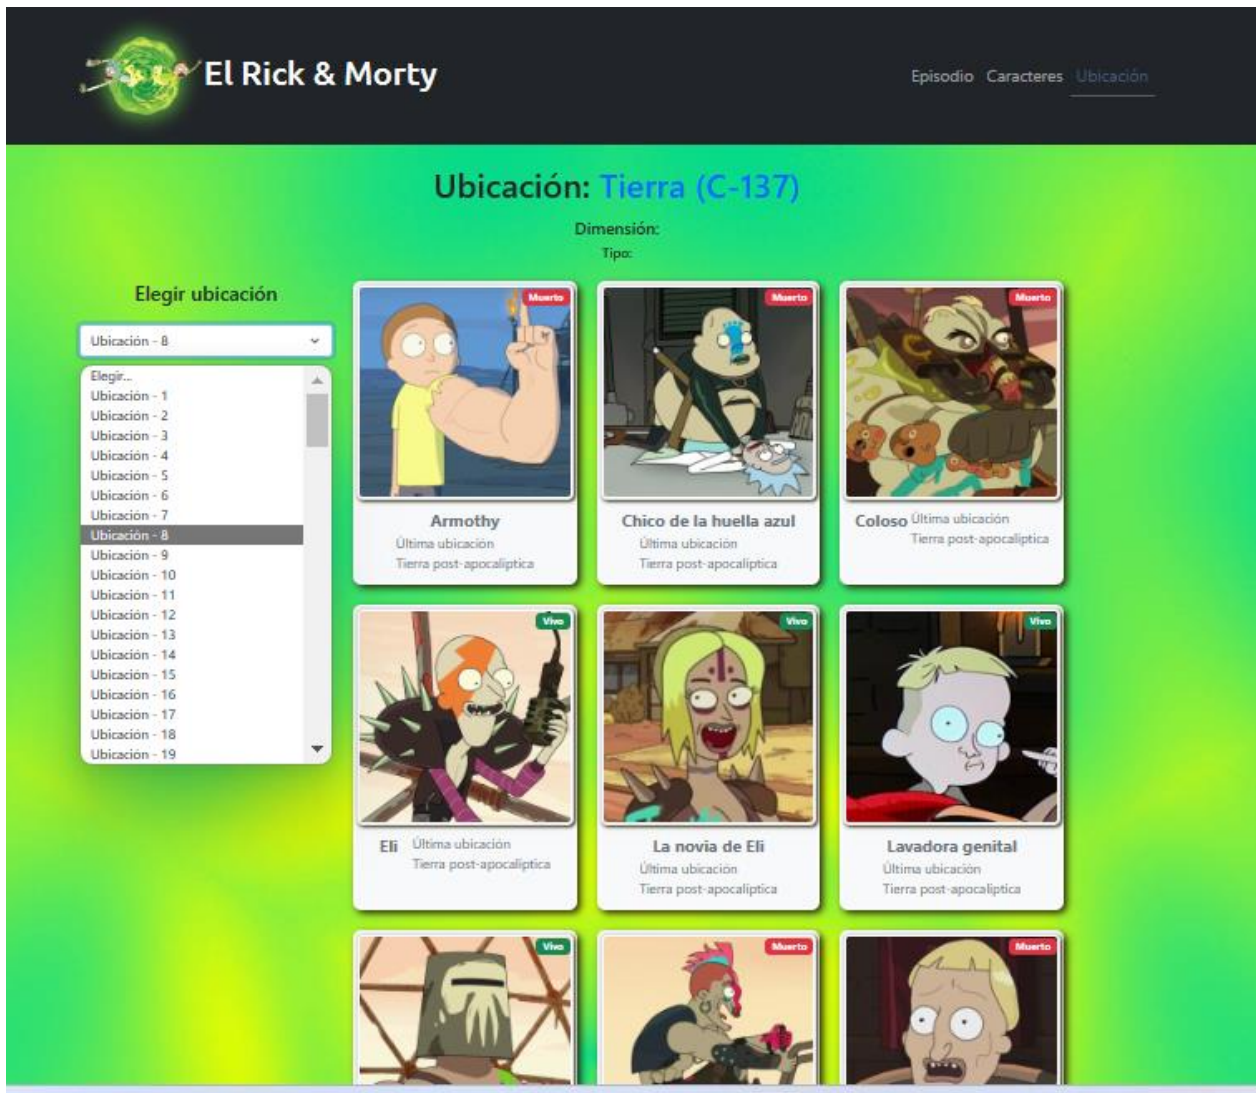 El Rick & Morty
Episodio Caracteres Ubicación
Ubicación: Tierra (C-137)
Dimensión:
Tipo:
Elegir ubicación
Ubicación - 8
Elegir...
Ubicación - 1
Ubicación - 2
Ubicación - 3
Ubicación - 4
Ubicación - 5
Ubicación - 6
Ubicación - 7
Ubicación - 8
Ubicación - 9
Ubicación - 10
Ubicación - 11
Ubicación - 12
Ubicación - 13
Ubicación - 14
Ubicación - 15
Ubicación - 16
Ubicación - 17
Ubicación - 18
Ubicación - 19
Muerto
Armothy
Última ubicación
Tierra post-apocalíptica
Muerto
Chico de la huella azul
Última ubicación
Tierra post-apocalíptica
Muerto
Coloso Última ubicación
Tierra post-apocalíptica
Vivo
Eli Última ubicación
Tierra post-apocalíptica
Vivo
La novia de Eli
Última ubicación
Tierra post-apocalíptica
Vivo
Lavadora genital
Última ubicación
Tierra post-apocalíptica
Vivo
Muerto
Muerto